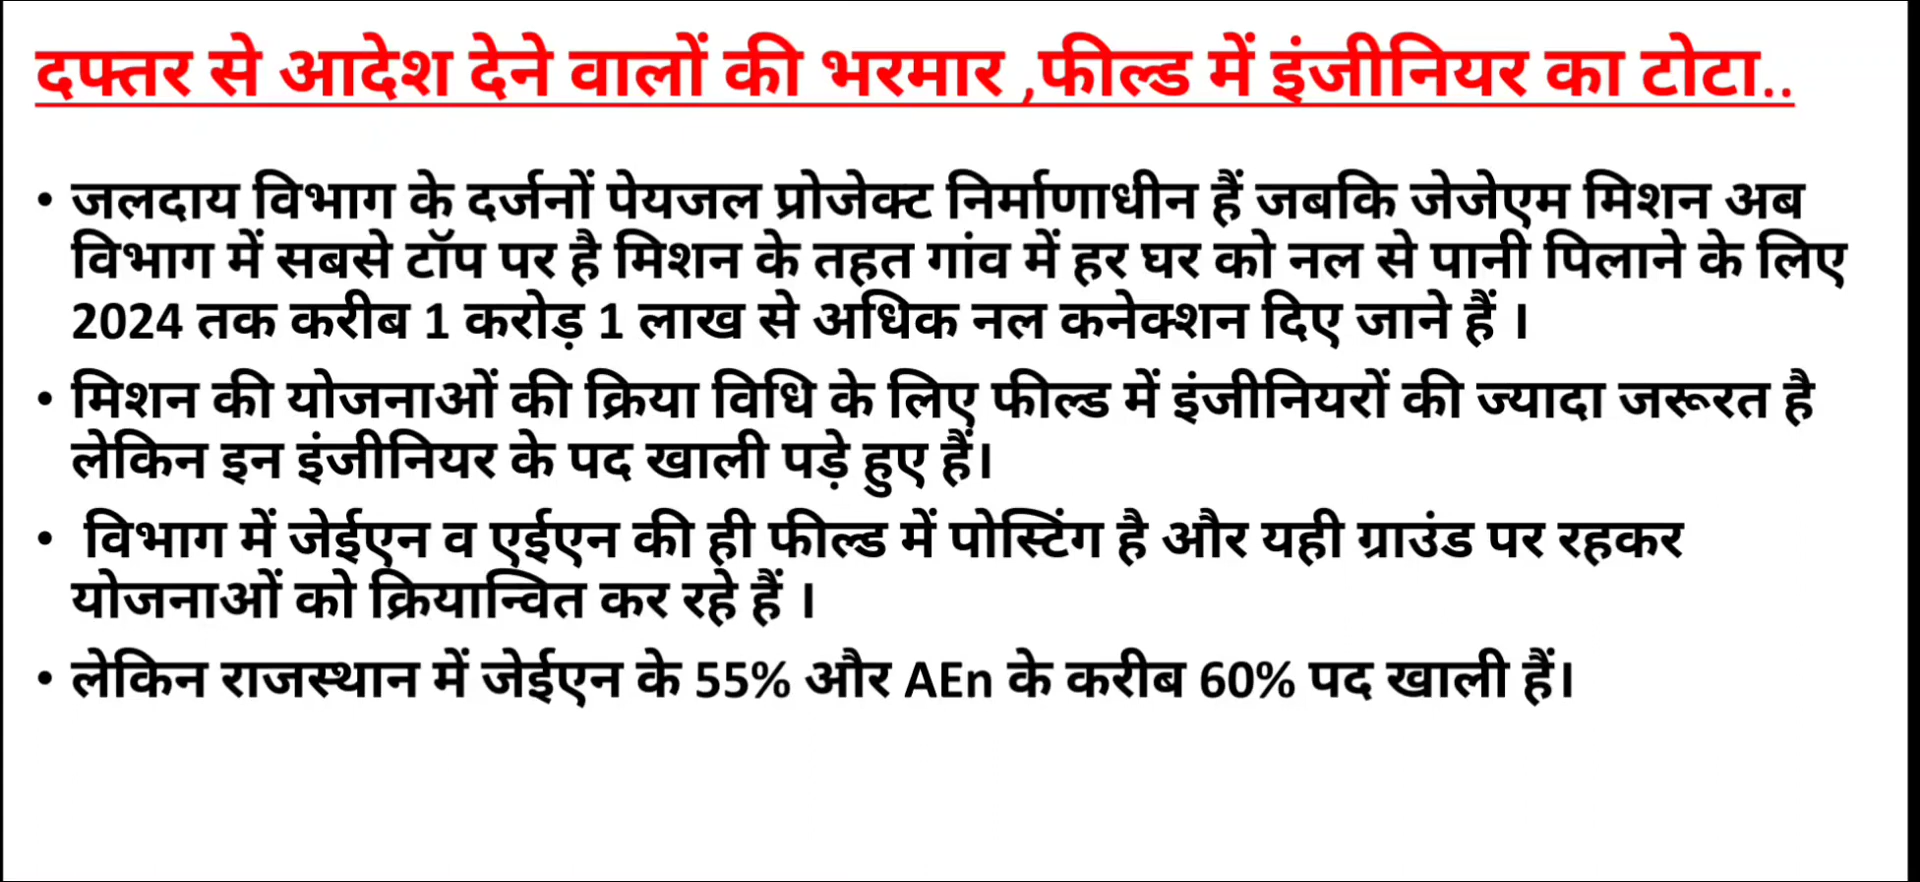 दफ्तर से आदेश देने वालों की भरमार ,फील्ड में इंजीनियर का टोटा..
• जलदाय विभाग के दर्जनों पेयजल प्रोजेक्ट निर्माणाधीन हैं जबकि जेजेएम मिशन अब
विभाग में सबसे टॉप पर है मिशन के तहत गांव में हर घर को नल से पानी पिलाने के लिए
2024 तक करीब 1 करोड़ 1 लाख से अधिक नल कनेक्शन दिए जाने हैं ।
• मिशन की योजनाओं की क्रिया विधि के लिए फील्ड में इंजीनियरों की ज्यादा जरूरत है
लेकिन इन इंजीनियर के पद खाली पड़े हुए हैं।
• विभाग में जेईएन व एईएन की ही फील्ड में पोस्टिंग है और यही ग्राउंड पर रहकर
योजनाओं को क्रियान्वित कर रहे हैं ।
• लेकिन राजस्थान में जेईएन के 55% और AEn के करीब 60% पद खाली हैं।